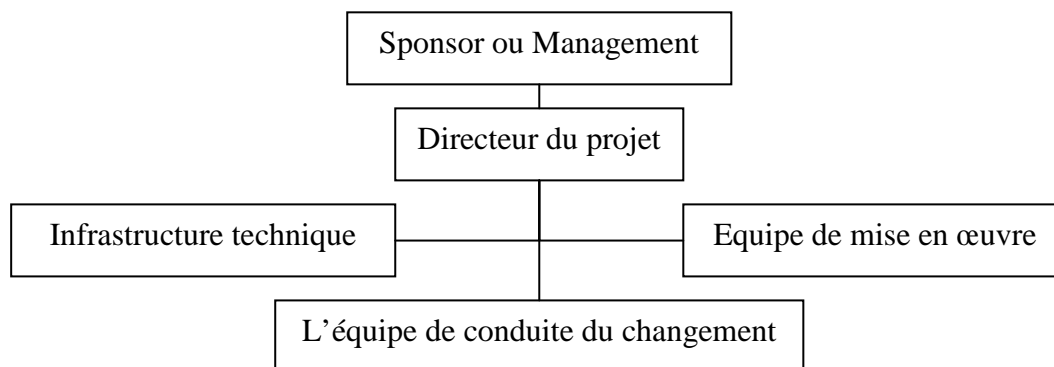 Sponsor ou Management
Directeur du projet
Infrastructure technique
Equipe de mise en œuvre
L’équipe de conduite du changement